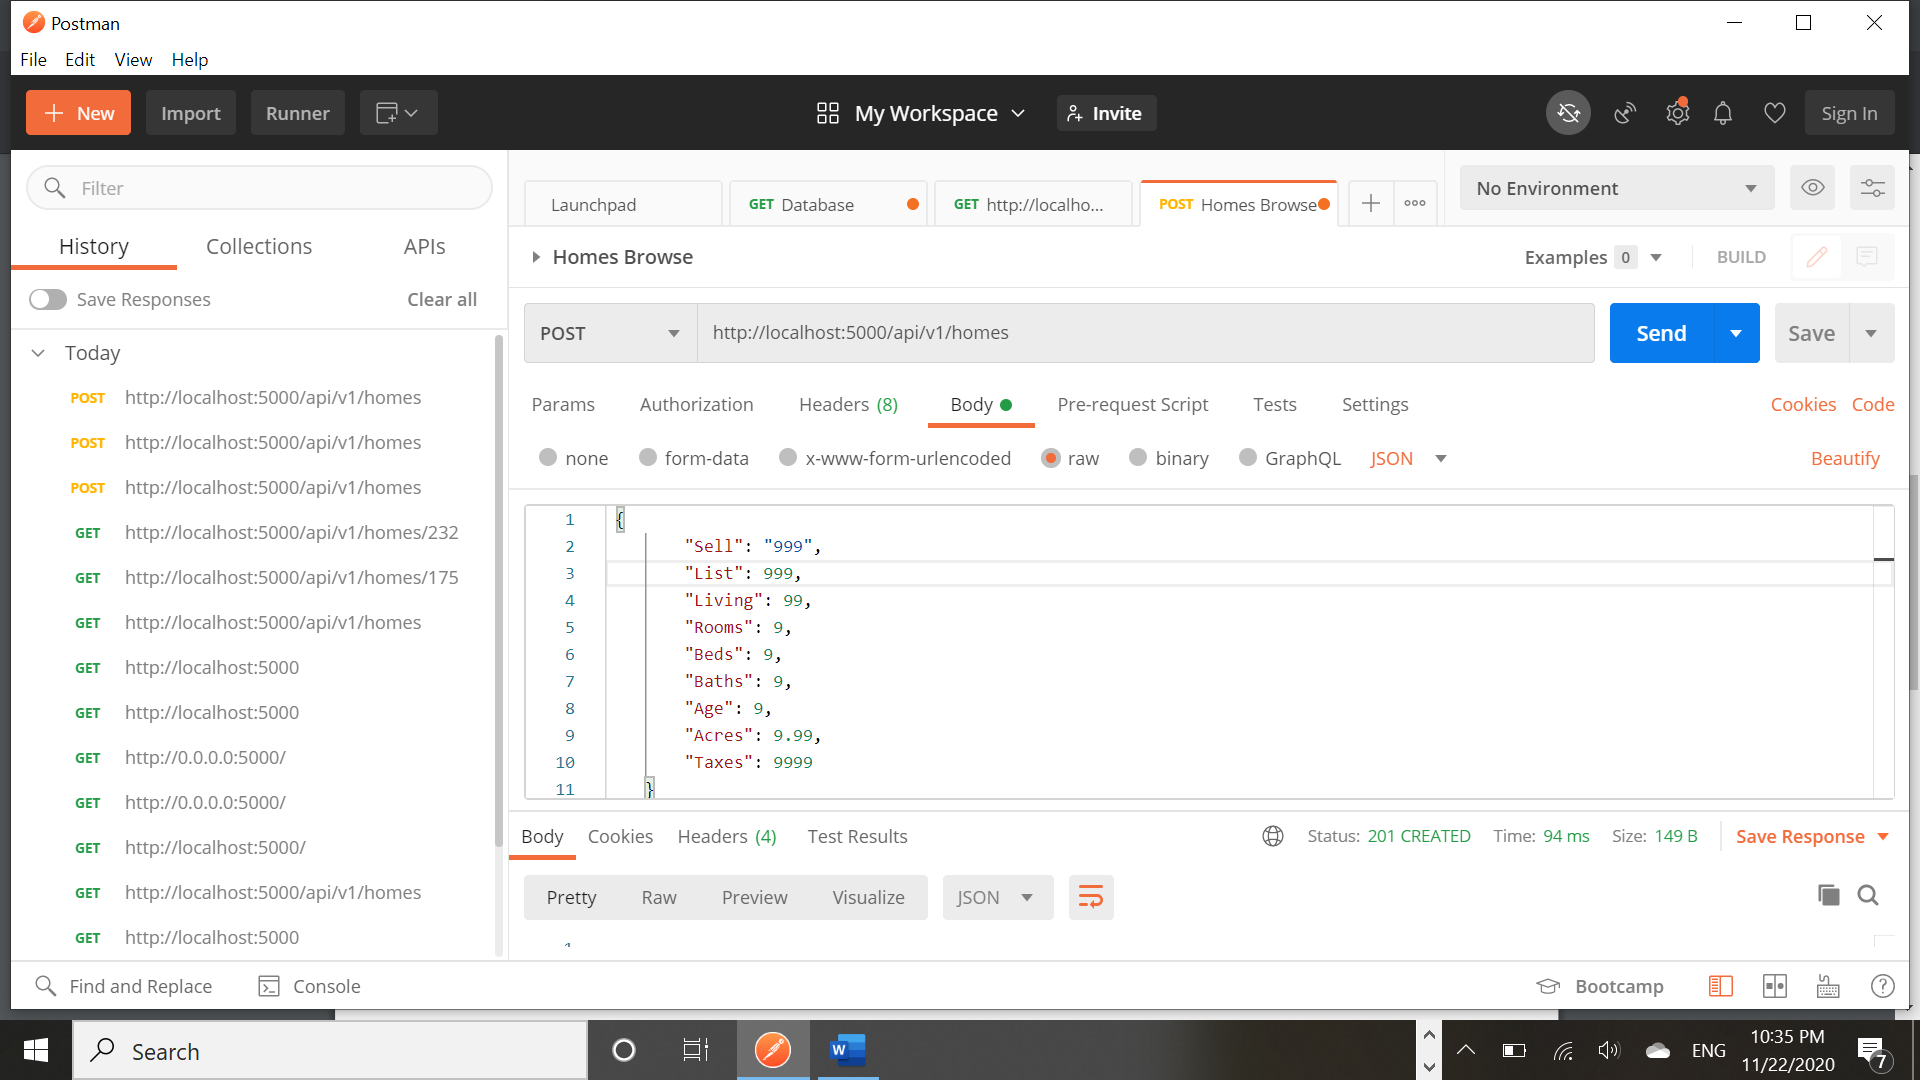 Postman
File Edit View Help
New Import Runner My Workspace Invite Sign In
Filter
Launchpad GET Database GET http://localho... POST Homes Browse No Environment
History Collections APIs
Homes Browse Examples 0 BUILD
Save Responses Clear all
POST http://localhost:5000/api/v1/homes Send Save
Today
POST http://localhost:5000/api/v1/homes
POST http://localhost:5000/api/v1/homes
POST http://localhost:5000/api/v1/homes
GET http://localhost:5000/api/v1/homes/232
GET http://localhost:5000/api/v1/homes/175
GET http://localhost:5000/api/v1/homes
GET http://localhost:5000
GET http://localhost:5000
GET http://0.0.0.0:5000/
GET http://0.0.0.0:5000/
GET http://localhost:5000/
GET http://localhost:5000/api/v1/homes
GET http://localhost:5000
Params Authorization Headers (8) Body Pre-request Script Tests Settings Cookies Code
none form-data x-www-form-urlencoded raw binary GraphQL JSON Beautify
1 {
2 "Sell": "999",
3 "List": 999,
4 "Living": 99,
5 "Rooms": 9,
6 "Beds": 9,
7 "Baths": 9,
8 "Age": 9,
9 "Acres": 9.99,
10 "Taxes": 9999
11 }
Body Cookies Headers (4) Test Results Status: 201 CREATED Time: 94 ms Size: 149 B Save Response
Pretty Raw Preview Visualize JSON
1
Find and Replace Console Bootcamp
Search ENG 10:35 PM
11/22/2020 7